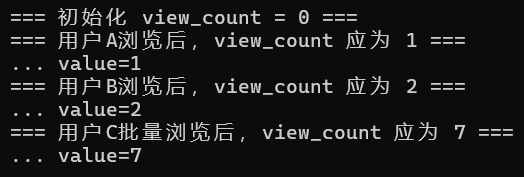 === 初始化 view_count = 0 ===
=== 用户A浏览后，view_count 应为 1 ===
... value=1
=== 用户B浏览后，view_count 应为 2 ===
... value=2
=== 用户C批量浏览后，view_count 应为 7 ===
... value=7